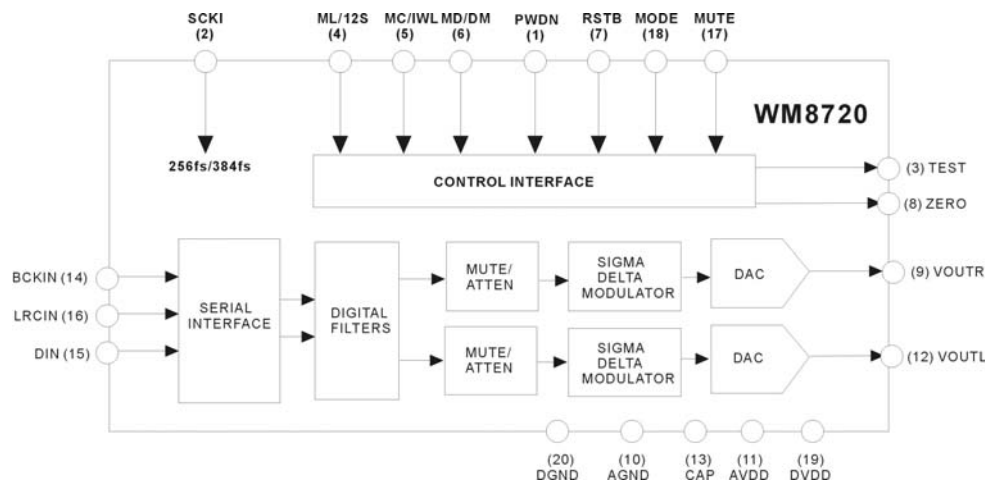 SCKI
(2)
ML/12S
(4)
MC/IWL
(5)
MD/DM
(6)
PWDN
(1)
RSTB
(7)
MODE
(18)
MUTE
(17)
WM8720
256fs/384fs
CONTROL INTERFACE
(3) TEST
(8) ZERO
BCKIN (14)
LRCIN (16)
DIN (15)
SERIAL
INTERFACE
DIGITAL
FILTERS
MUTE/
ATTEN
SIGMA
DELTA
MODULATOR
DAC
(9) VOUTR
MUTE/
ATTEN
SIGMA
DELTA
MODULATOR
DAC
(12) VOUTL
(20)
DGND
(10)
AGND
(13)
CAP
(11)
AVDD
(19)
DVDD